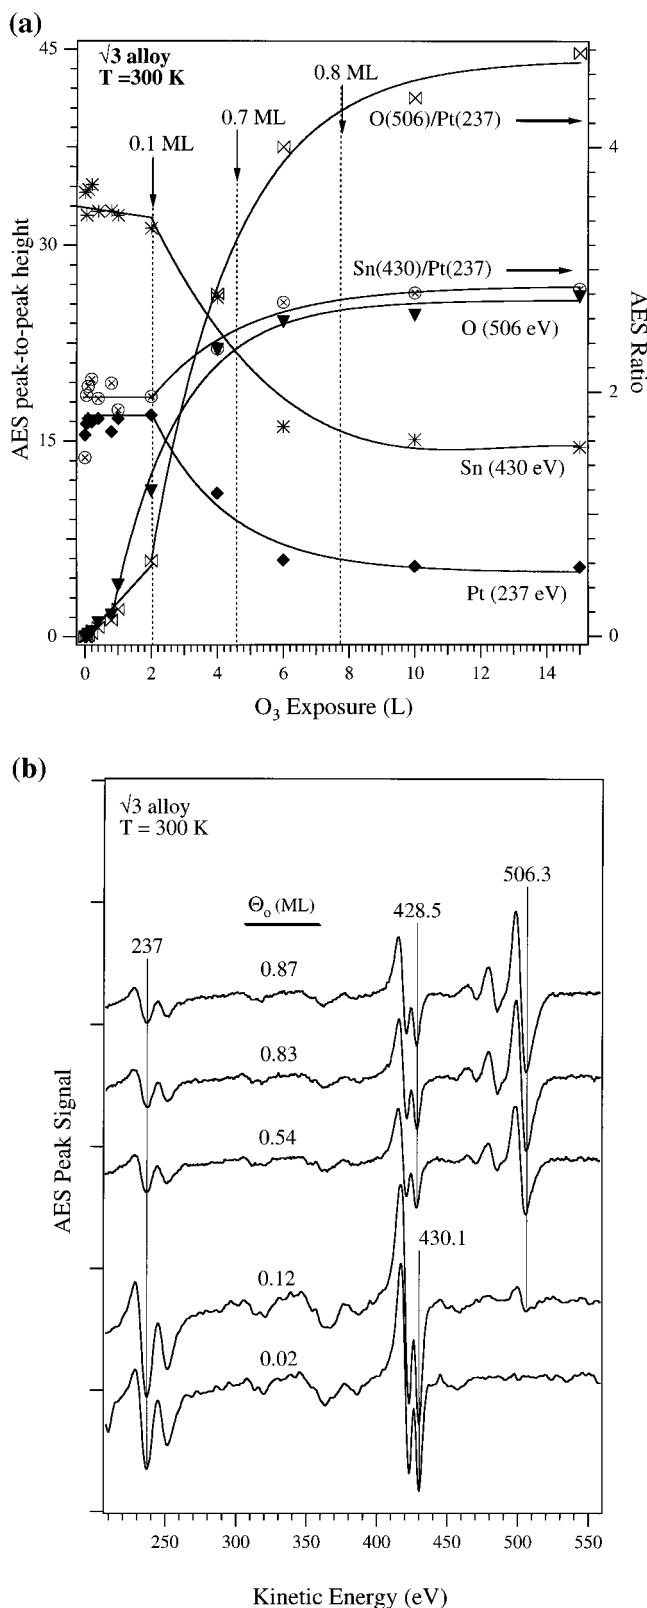 (a)
45
√3 alloy
T =300 K
0.8 ML
0.7 ML
O(506)/Pt(237)
0.1 ML
4
30
Sn(430)/Pt(237)
O (506 eV)
AES peak-to-peak height
AES Ratio
2
15
Sn (430 eV)
Pt (237 eV)
0
0
0 2 4 6 8 10 12 14
O₃ Exposure (L)
(b)
√3 alloy
T = 300 K
506.3
Θₒ (ML)
428.5
237
0.87
0.83
0.54
AES Peak Signal
430.1
0.12
0.02
250 300 350 400 450 500 550
Kinetic Energy (eV)